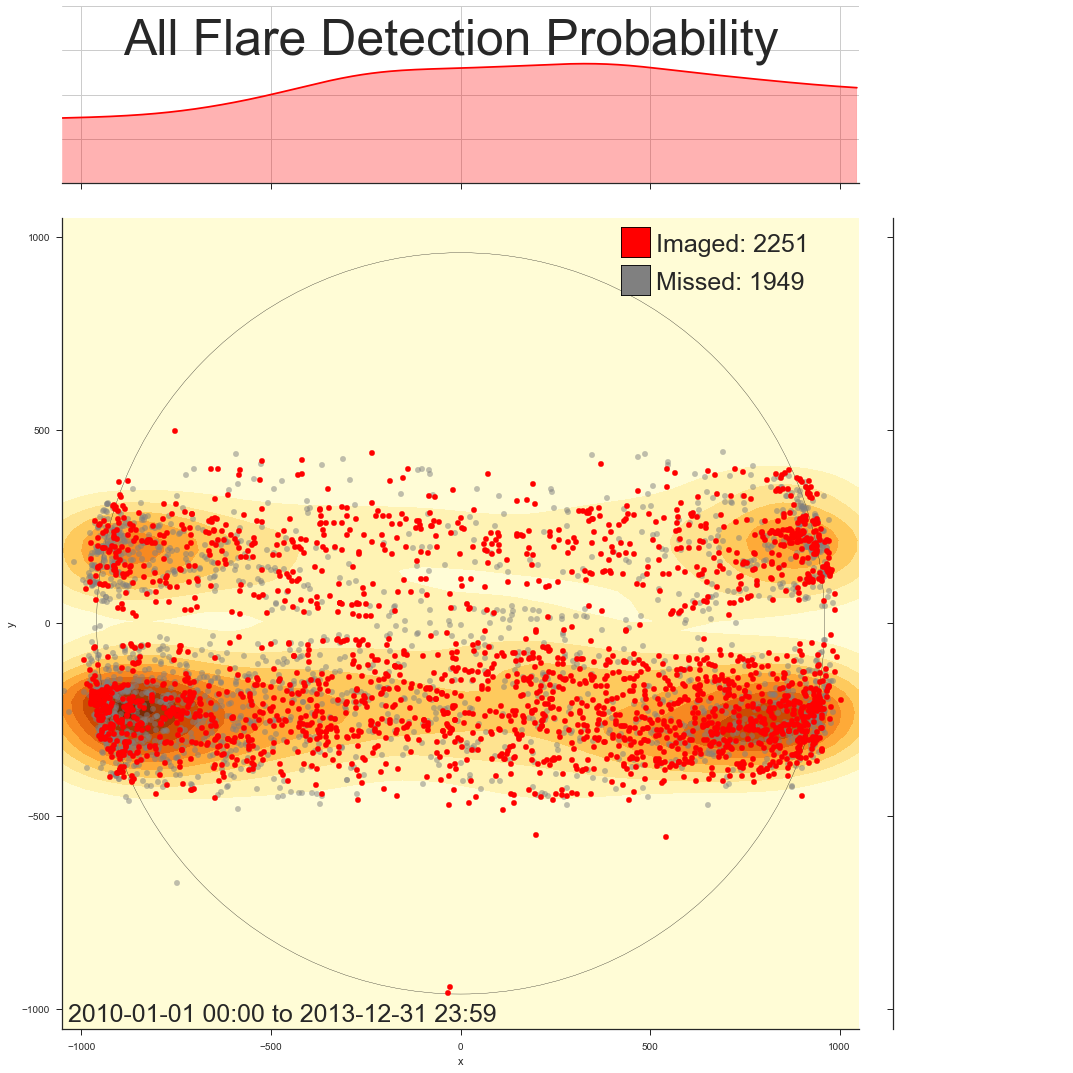 All Flare Detection Probability
Imaged: 2251
Missed: 1949
1000
500
0
−500
−1000
y
2010-01-01 00:00 to 2013-12-31 23:59
−1000 −500 0 500 1000
x